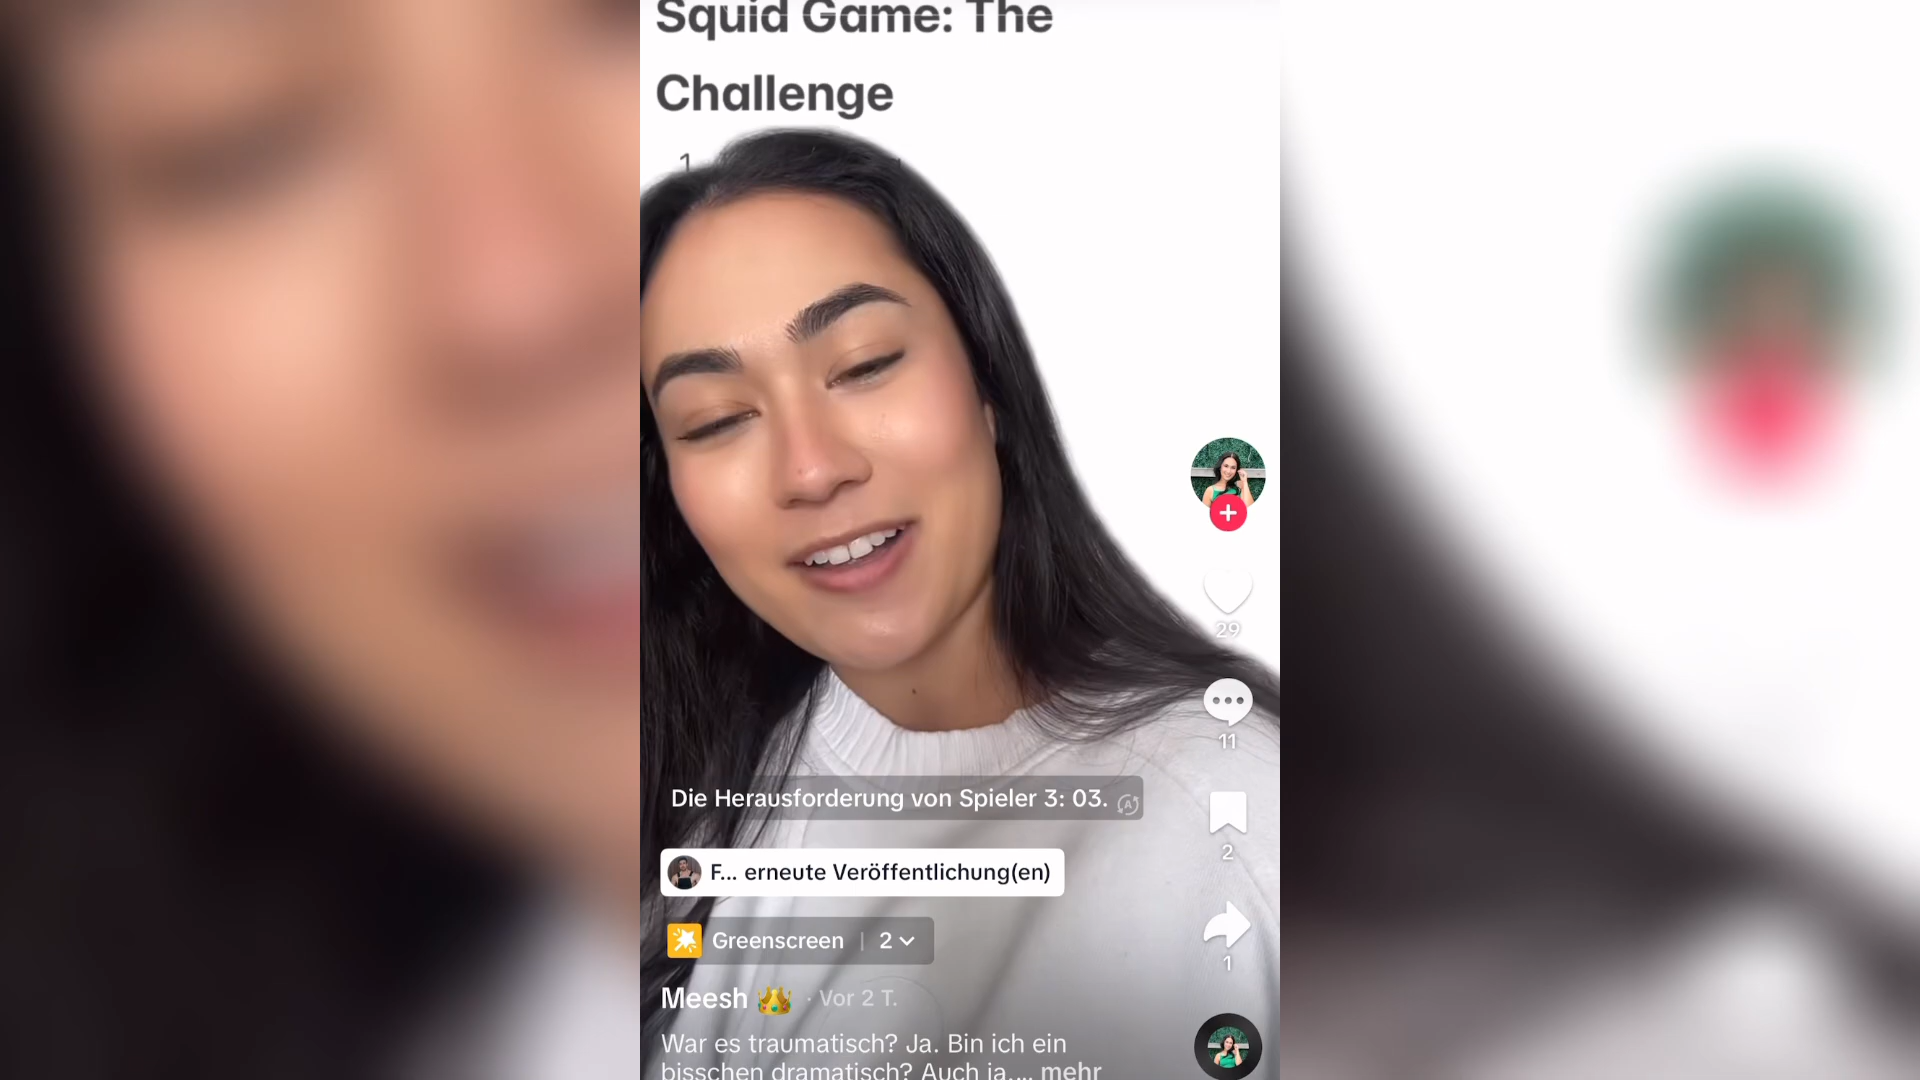 Squid Game: The
Challenge
1
29
11
Die Herausforderung von Spieler 3: 03.
2
F... erneute Veröffentlichung(en)
Greenscreen | 2
1
Meesh · Vor 2 T.
War es traumatisch? Ja. Bin ich ein
bisschen dramatisch? Auch ja.... mehr